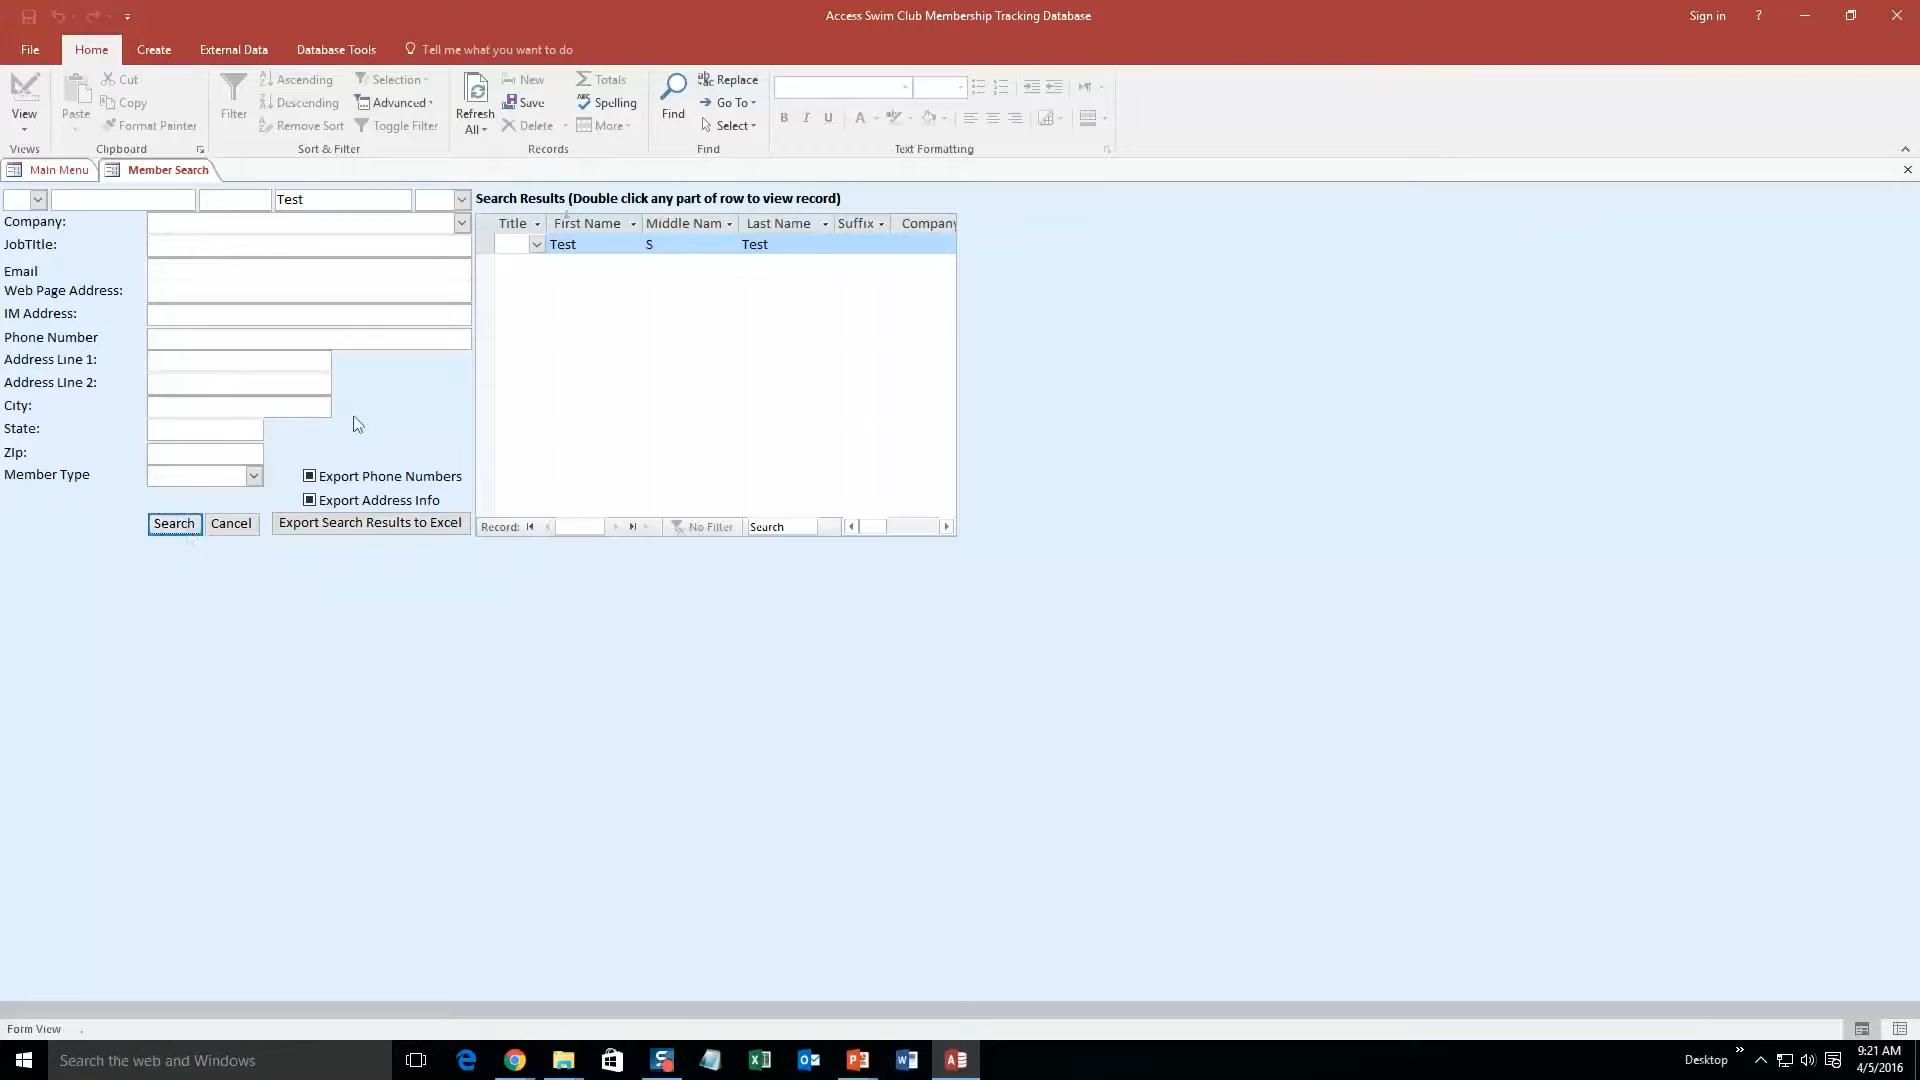 Access Swim Club Membership Tracking Database
Sign in ?
File Home Create External Data Database Tools Tell me what you want to do
View
Views
Paste
Cut
Copy
Format Painter
Clipboard
Filter
Ascending
Descending
Remove Sort
Selection
Advanced
Toggle Filter
Sort & Filter
Refresh
All
New
Save
Delete
Totals
Spelling
More
Records
Find
Replace
Go To
Select
Find
B I U A
Text Formatting
Main Menu Member Search
Test
Company:
JobTitle:
Email
Web Page Address:
IM Address:
Phone Number
Address Line 1:
Address LIne 2:
City:
State:
ZIp:
Member Type
Export Phone Numbers
Export Address Info
Search Cancel Export Search Results to Excel
Search Results (Double click any part of row to view record)
Title First Name Middle Nam Last Name Suffix Company
Test S Test
Record: No Filter Search
Form View
Search the web and Windows
Desktop
9:21 AM
4/5/2016